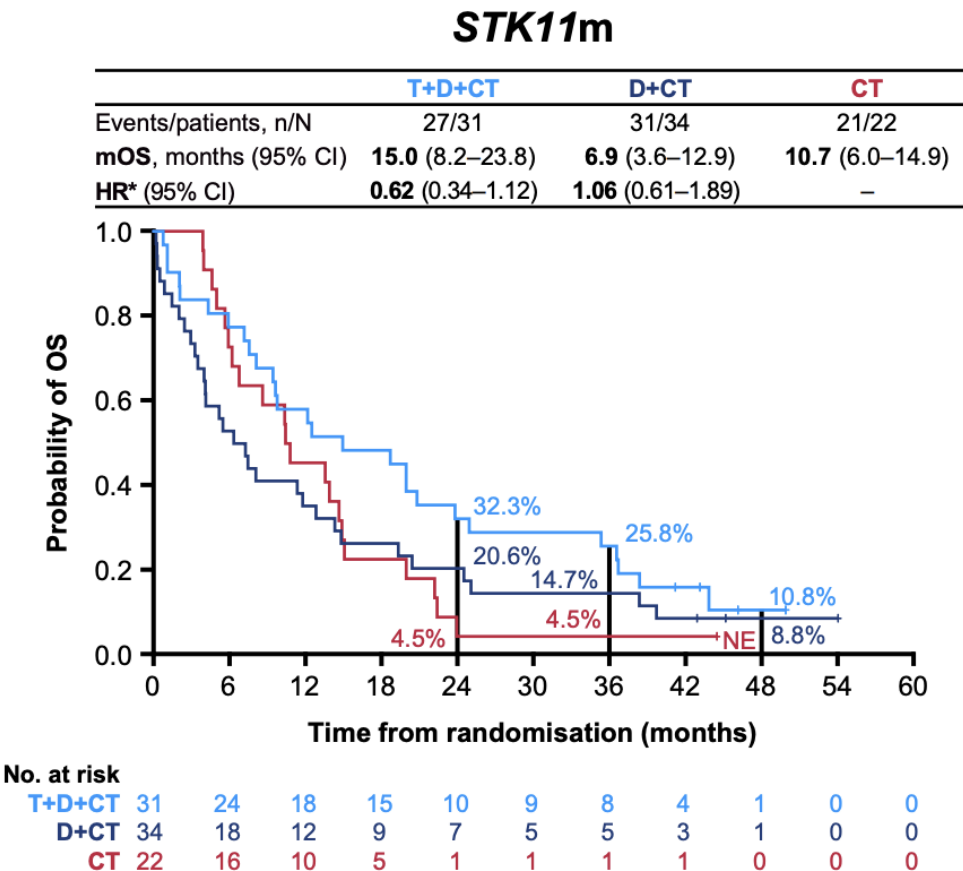 STK11m
T+D+CT D+CT CT
Events/patients, n/N 27/31 31/34 21/22
mOS, months (95% CI) 15.0 (8.2–23.8) 6.9 (3.6–12.9) 10.7 (6.0–14.9)
HR* (95% CI) 0.62 (0.34–1.12) 1.06 (0.61–1.89) –
Probability of OS
1.0
0.8
0.6
0.4
0.2
0.0
32.3%
25.8%
20.6%
14.7%
10.8%
4.5%
4.5%
NE
8.8%
0 6 12 18 24 30 36 42 48 54 60
Time from randomisation (months)
No. at risk
T+D+CT 31 24 18 15 10 9 8 4 1 0 0
D+CT 34 18 12 9 7 5 5 3 1 0 0
CT 22 16 10 5 1 1 1 1 0 0 0